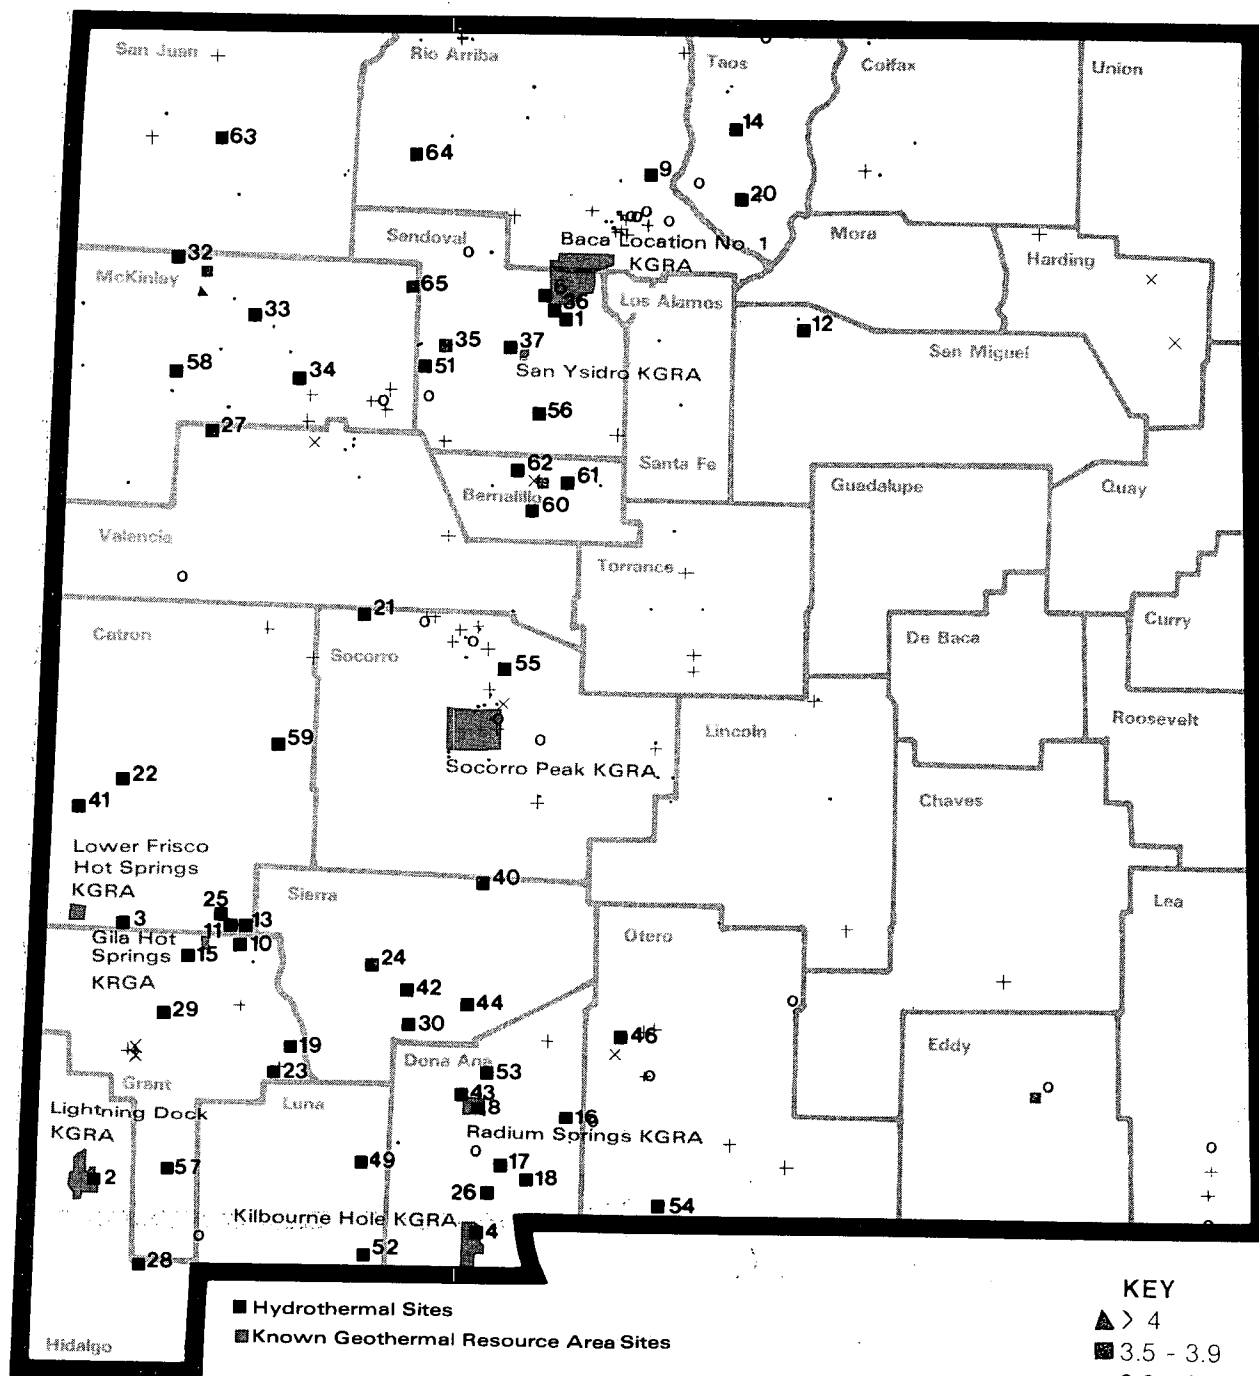 San Juan
Rio Arriba
Taos
Colfax
Union
63
64
14
9
20
Sandoval
Baca Location No. 1
KGRA
Mora
Harding
32
McKinley
65
6
36
1
Los Alamos
33
35
37
12
San Miguel
58
34
51
San Ysidro KGRA
27
56
62
61
Santa Fe
Bernalillo
60
Guadalupe
Quay
Valencia
Torrance
21
Catron
Socorro
De Baca
Curry
55
59
Lincoln
Roosevelt
22
Socorro Peak KGRA
41
Chaves
Lower Frisco
Hot Springs
KGRA
Sierra
40
Lea
25
3
11
13
Gila Hot
Springs
KRGA
15
10
Otero
24
42
44
29
30
46
19
Dona Ana
Eddy
23
53
Grant
Luna
43
8
Lightning Dock
KGRA
16
Radium Springs KGRA
57
49
17
2
18
26
54
Kilbourne Hole KGRA
4
52
28
Hydrothermal Sites
Known Geothermal Resource Area Sites
Hidalgo
KEY
> 4
3.5 - 3.9